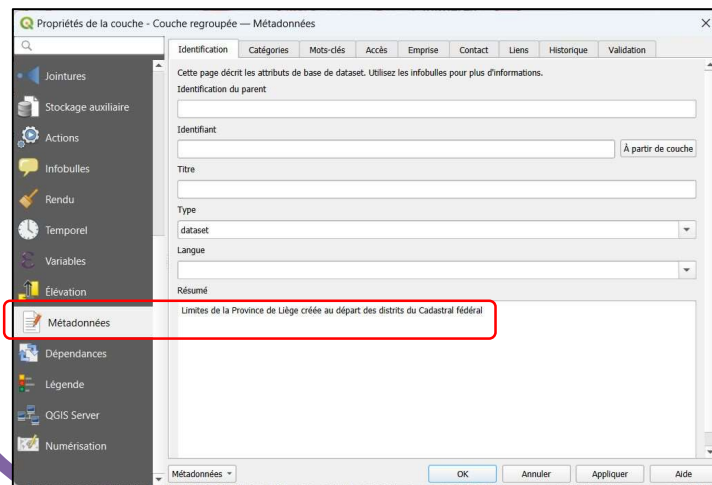 Propriétés de la couche - Couche regroupée — Métadonnées
Identification Catégories Mots-clés Accès Emprise Contact Liens Historique Validation
Jointures
Stockage auxiliaire
Actions
Infobulles
Rendu
Temporel
Variables
Élévation
Métadonnées
Dépendances
Légende
QGIS Server
Numérisation
Cette page décrit les attributs de base de dataset. Utilisez les infobulles pour plus d'informations.
Identification du parent
Identifiant
À partir de couche
Titre
Type
dataset
Langue
Résumé
Limites de la Province de Liège créée au départ des distrits du Cadastral fédéral
Métadonnées OK Annuler Appliquer Aide